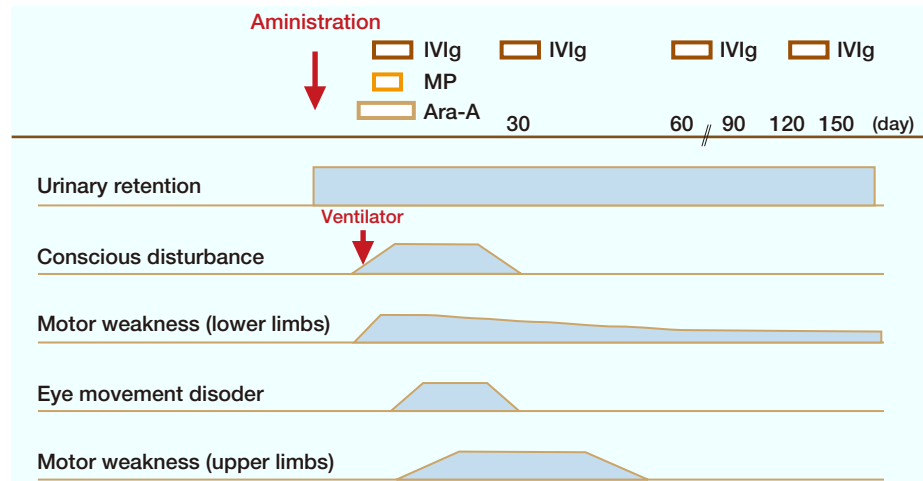 Aministration
IVIg IVIg IVIg IVIg
MP
Ara-A
30 60 // 90 120 150 (day)
Urinary retention
Ventilator
Conscious disturbance
Motor weakness (lower limbs)
Eye movement disoder
Motor weakness (upper limbs)